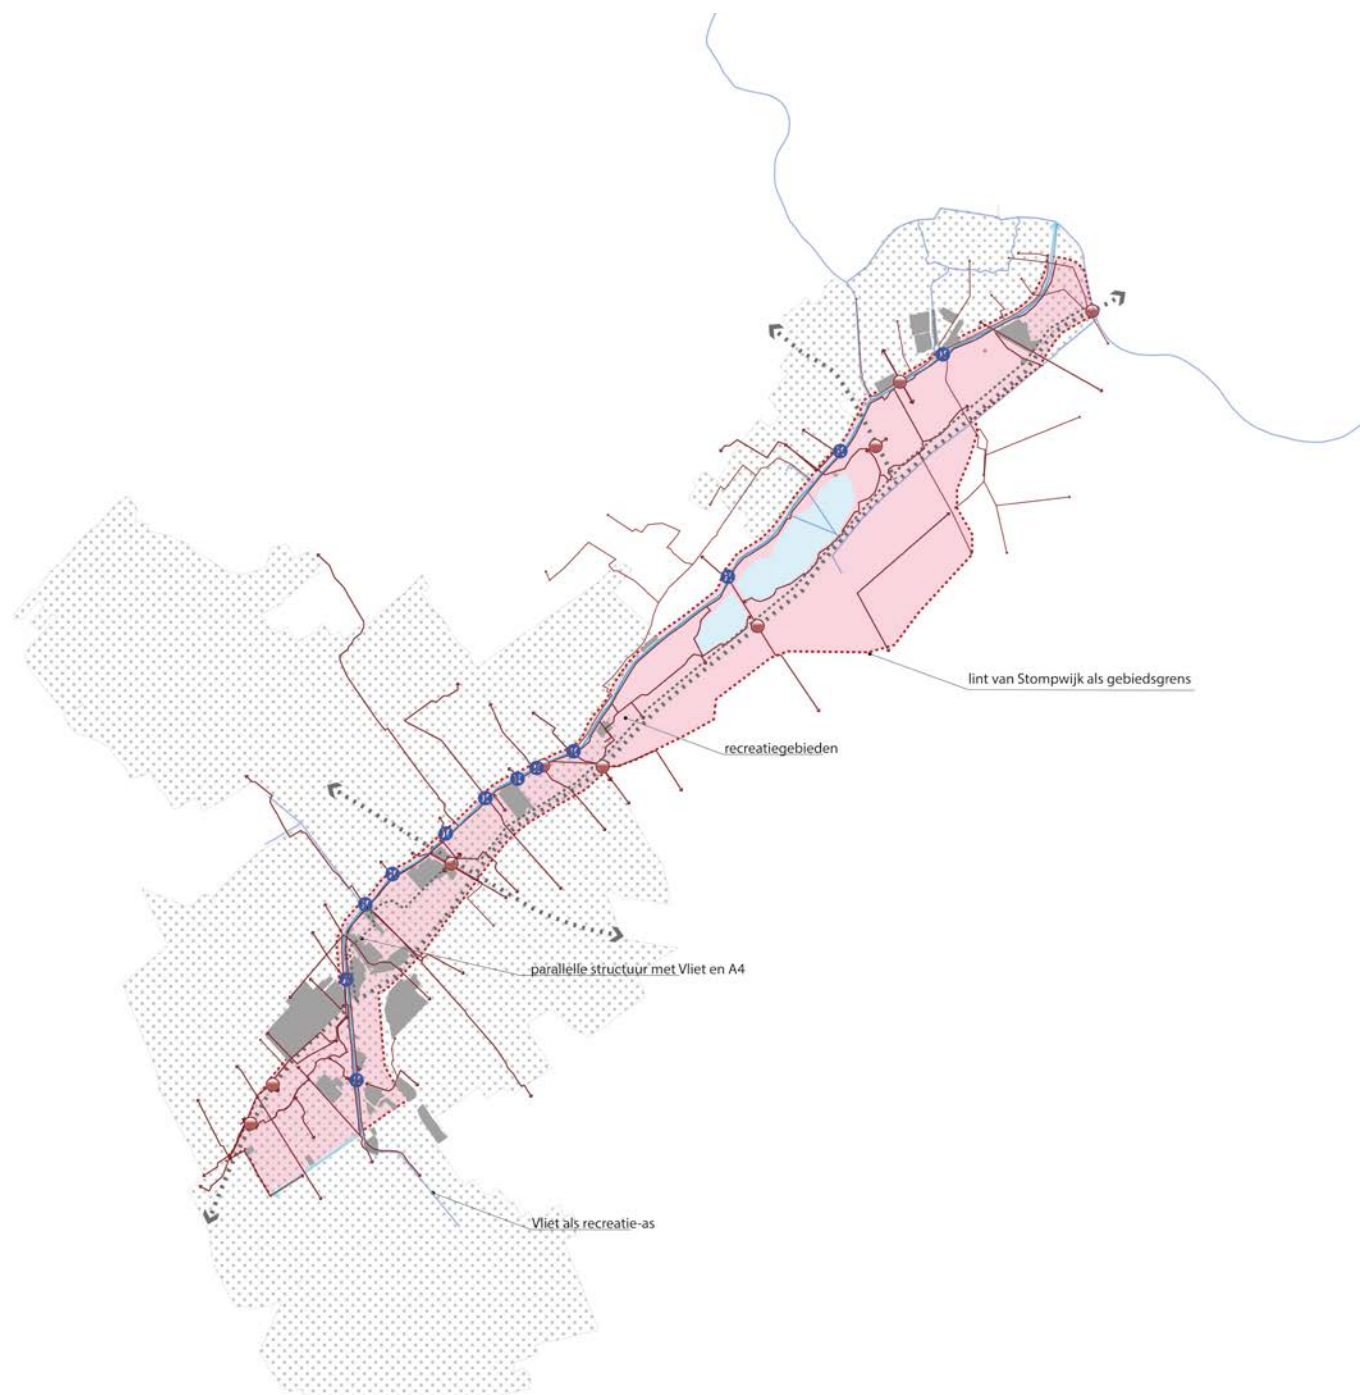 lint van Stompwijk als gebiedsgrens
recreatiegebieden
parallelle structuur met Vliet en A4
Vliet als recreatie-as